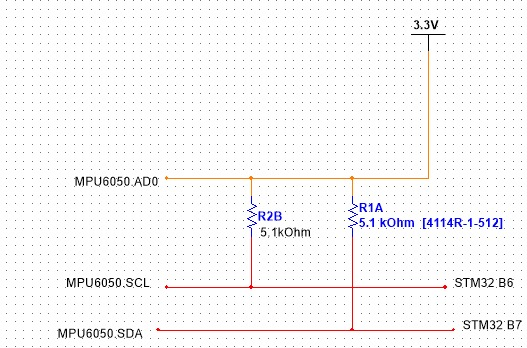 3.3V
MPU6050.AD0
R2B
5.1kOhm
R1A
5.1 kOhm [4114R-1-512]
MPU6050.SCL
STM32 B6
MPU6050.SDA
STM32 B7